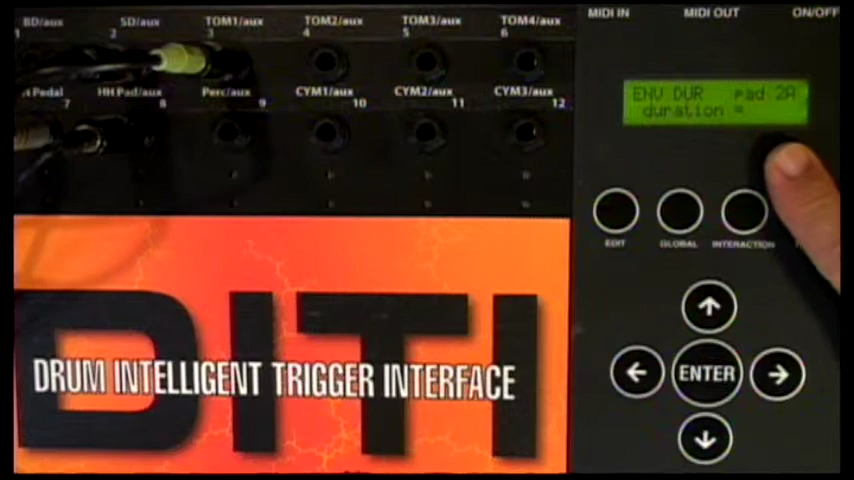 BD/aux SD/aux TOM1/aux TOM2/aux TOM3/aux TOM4/aux
1 2 3 4 5 6
Pedal HH Pad/aux Perc/aux CYM1/aux CYM2/aux CYM3/aux
7 8 9 10 11 12
MIDI IN MIDI OUT ON/OFF
ENV DUR pad 2A
duration =
EDIT GLOBAL INTERACTION
ENTER
DITI
DRUM INTELLIGENT TRIGGER INTERFACE